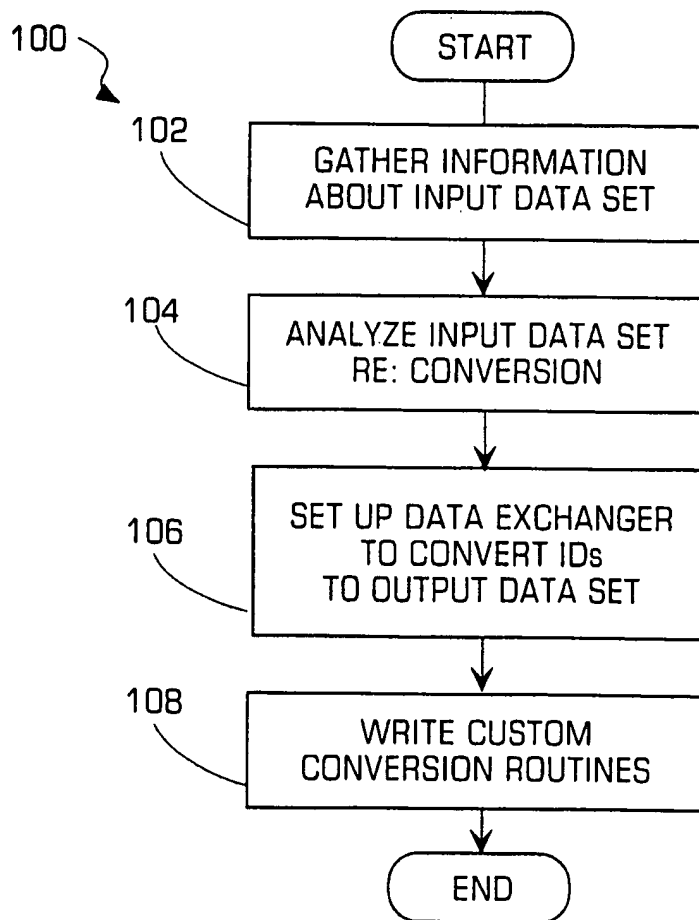 100
START
102
GATHER INFORMATION
ABOUT INPUT DATA SET
104
ANALYZE INPUT DATA SET
RE: CONVERSION
106
SET UP DATA EXCHANGER
TO CONVERT IDs
TO OUTPUT DATA SET
108
WRITE CUSTOM
CONVERSION ROUTINES
END